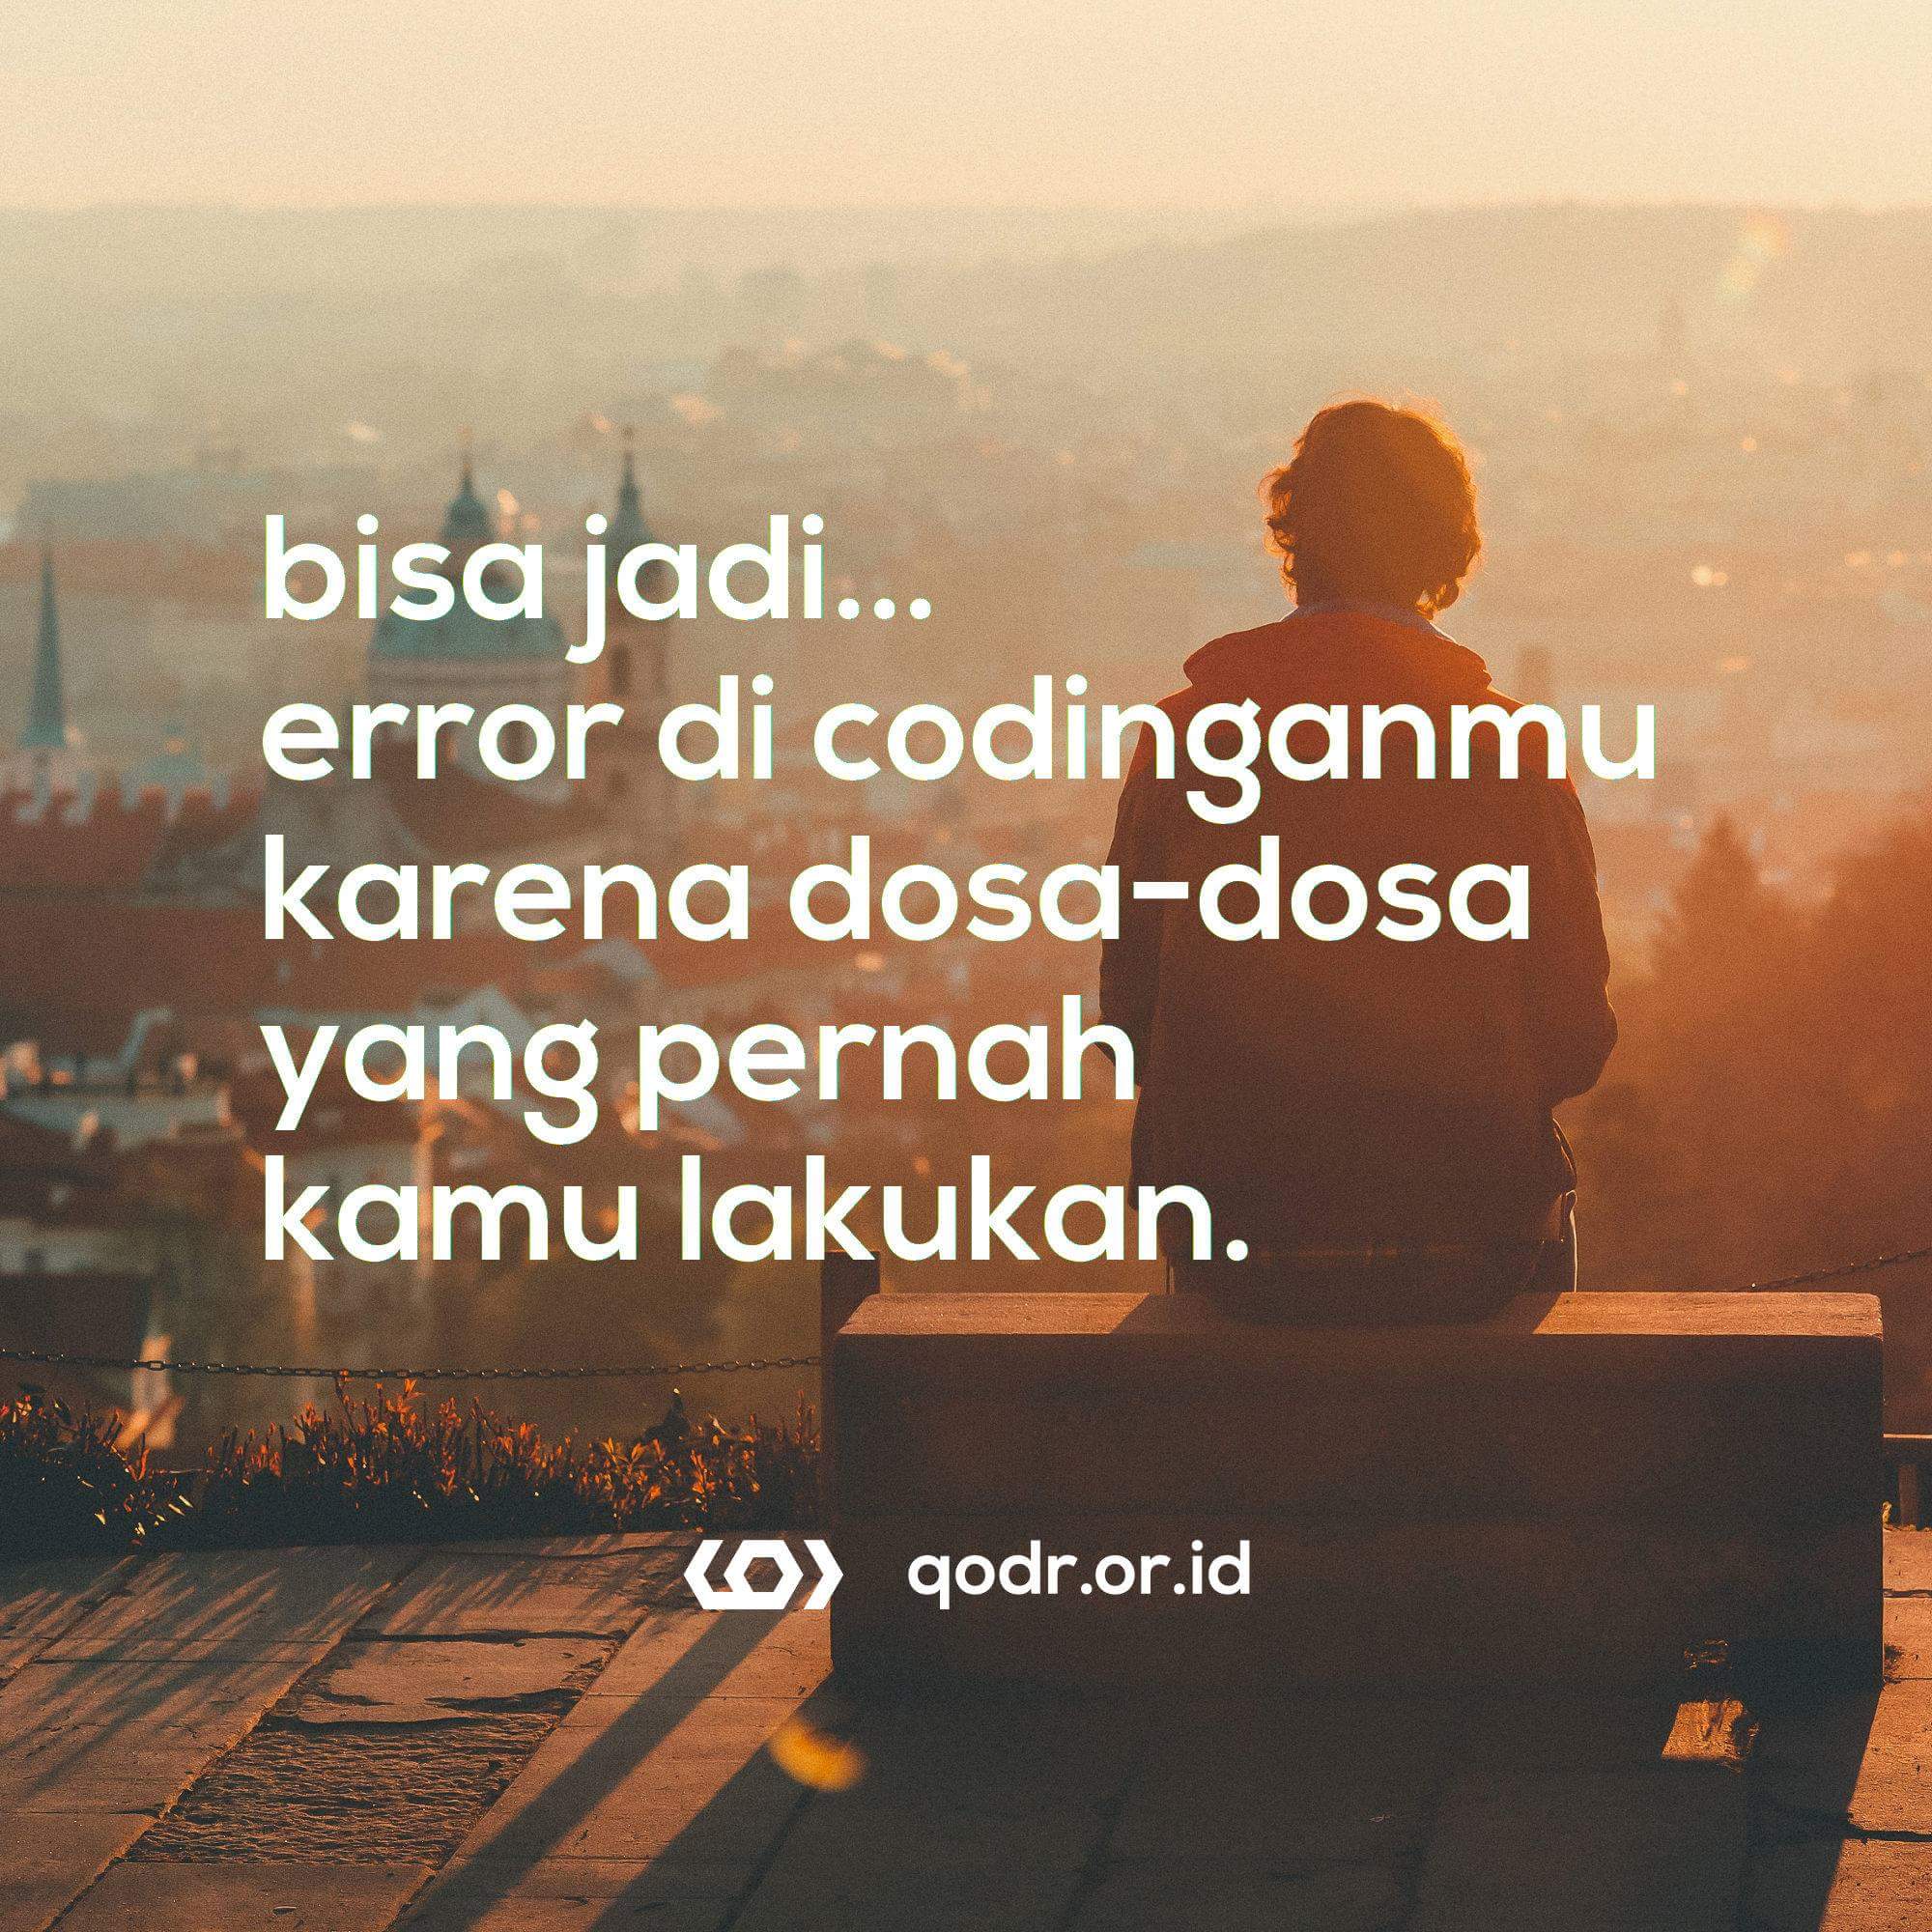 bisa jadi...
error di codinganmu
karena dosa-dosa
yang pernah
kamu lakukan.
qodr.or.id